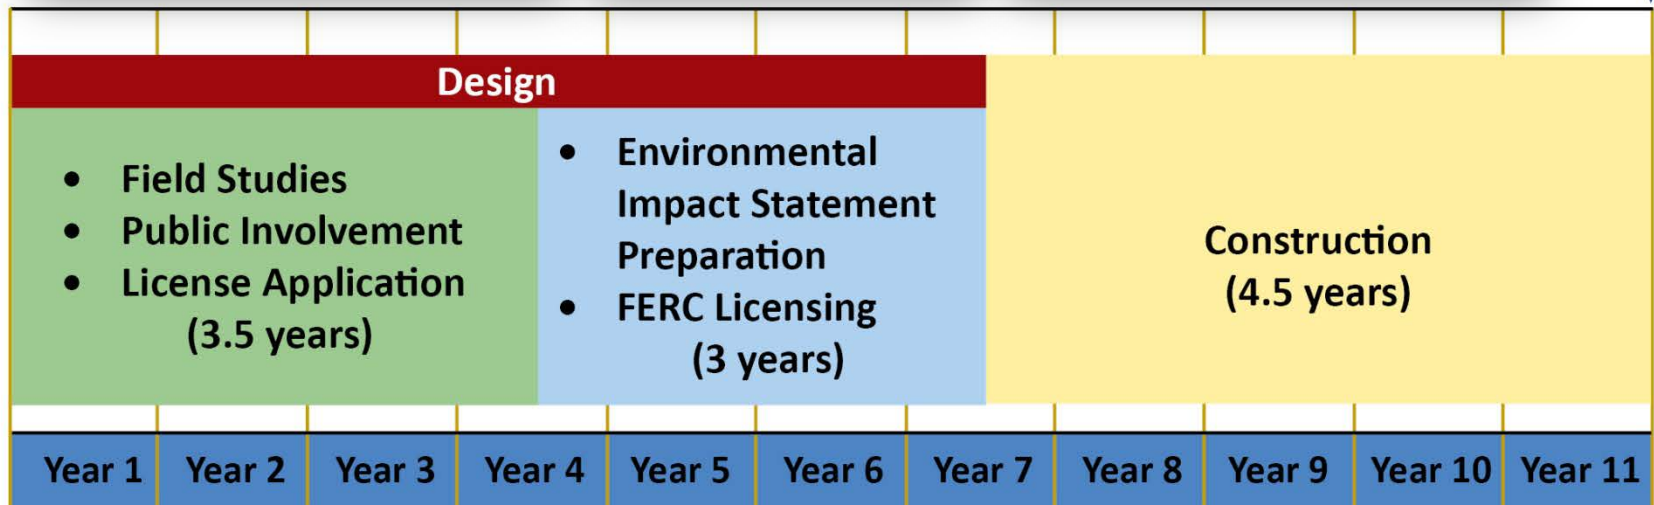 Design
• Field Studies
• Public Involvement
• License Application
(3.5 years)
• Environmental
Impact Statement
Preparation
• FERC Licensing
(3 years)
Construction
(4.5 years)
Year 1 Year 2 Year 3 Year 4 Year 5 Year 6 Year 7 Year 8 Year 9 Year 10 Year 11